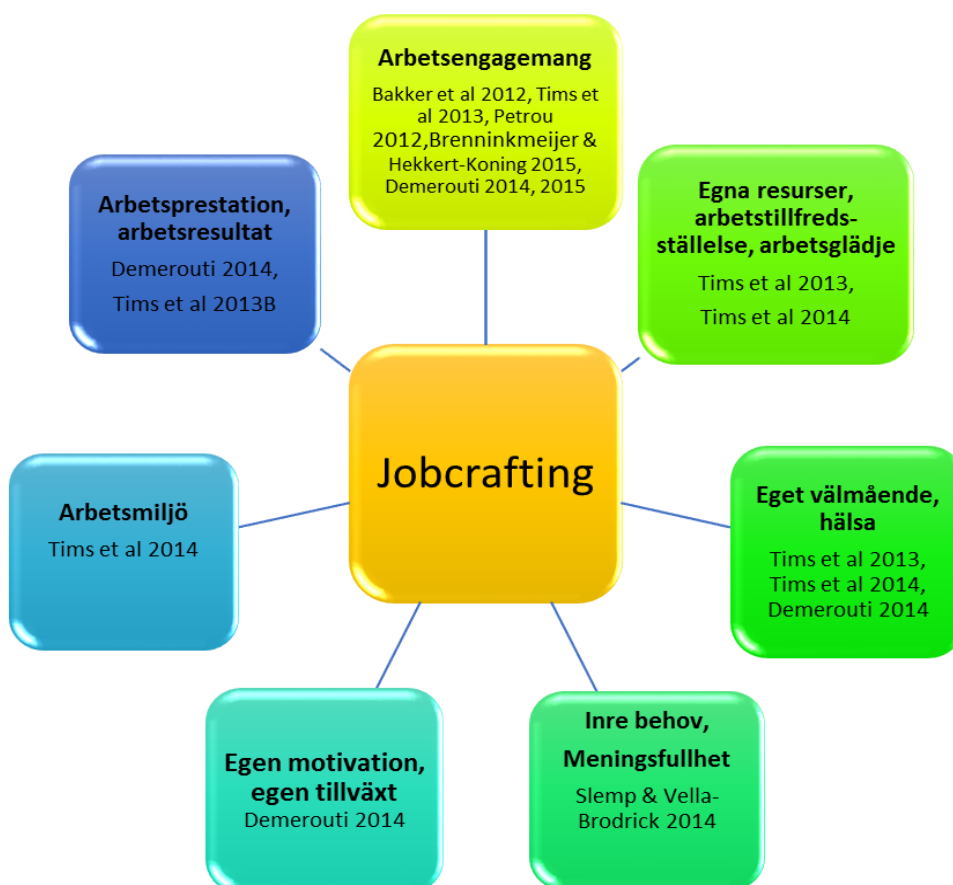 Arbetsengagemang
Bakker et al 2012, Tims et
al 2013, Petrou
2012,Brenninkmeijer &
Hekkert-Koning 2015,
Demerouti 2014, 2015
Egna resurser,
arbetstillfreds-
ställelse, arbetsglädje
Tims et al 2013,
Tims et al 2014
Eget välmående,
hälsa
Tims et al 2013,
Tims et al 2014,
Demerouti 2014
Inre behov,
Meningsfullhet
Slemp & Vella-
Brodrick 2014
Egen motivation,
egen tillväxt
Demerouti 2014
Arbetsmiljö
Tims et al 2014
Arbetsprestation,
arbetsresultat
Demerouti 2014,
Tims et al 2013B
Jobcrafting